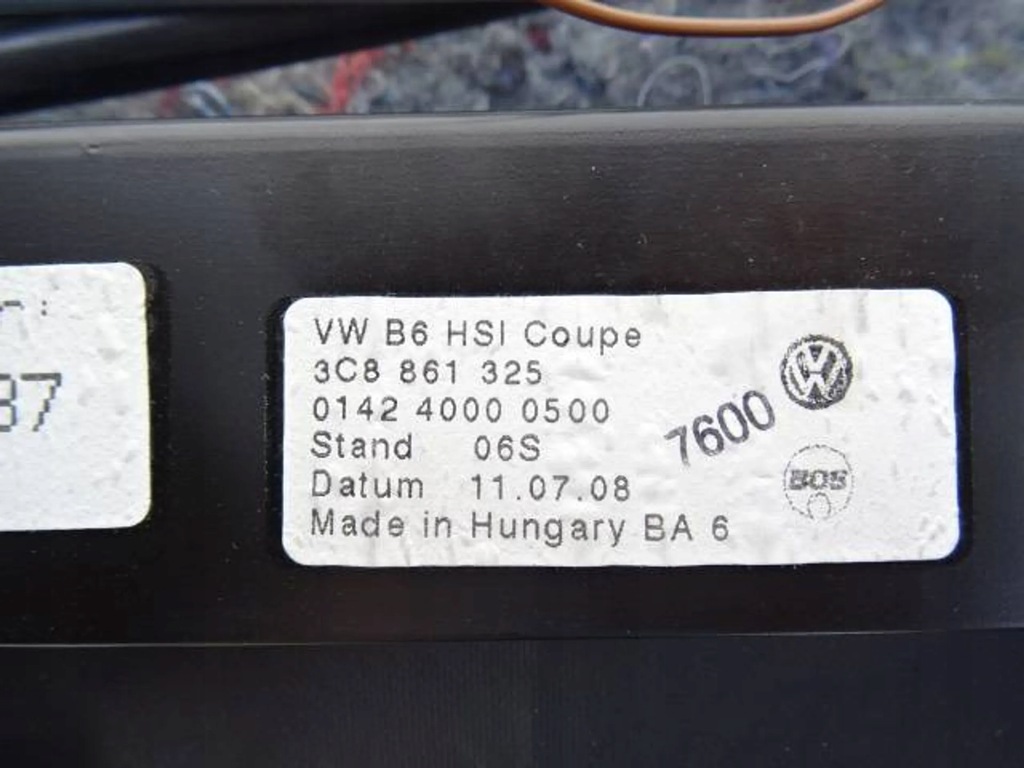 VW B6 HSI Coupe
3C8 861 325
0142 4000 0500
Stand 06S
Datum 11.07.08
Made in Hungary BA 6
7600
VW
BOS
87